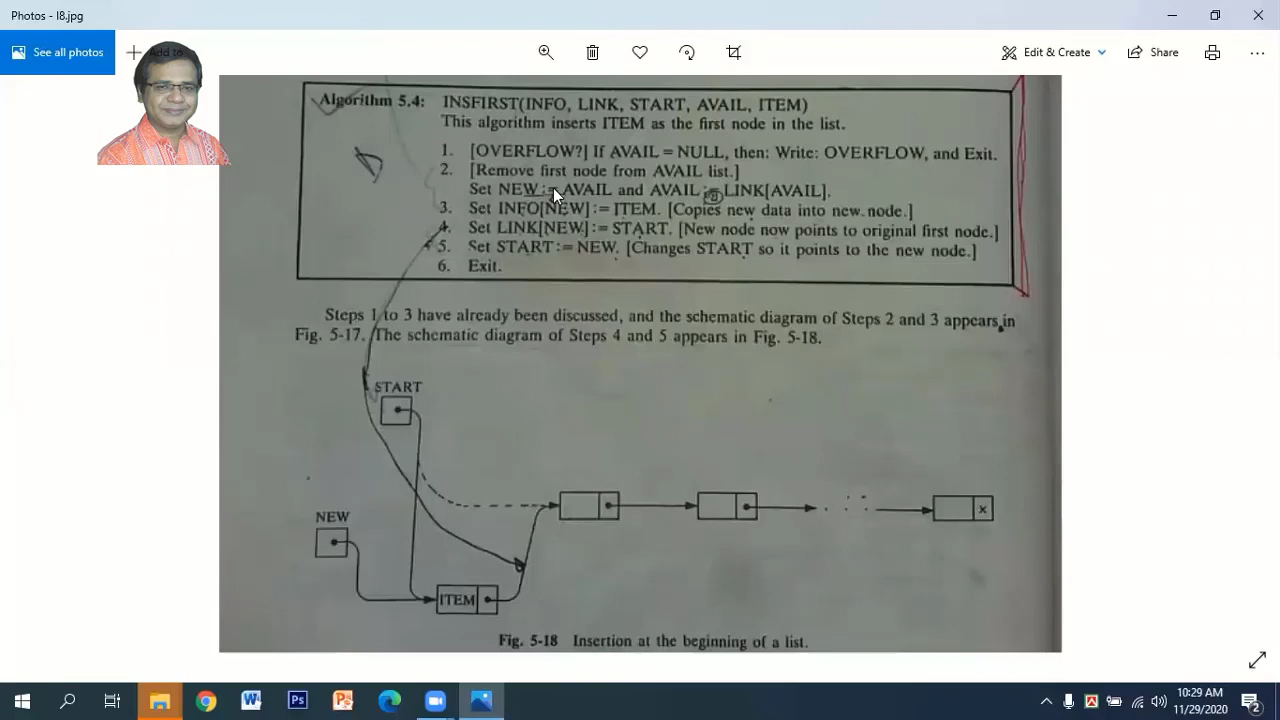 Photos - I8.jpg
See all photos
Add to
Edit & Create
Share
Algorithm 5.4: INSFIRST(INFO, LINK, START, AVAIL, ITEM)
This algorithm inserts ITEM as the first node in the list.
1. [OVERFLOW?] If AVAIL = NULL, then: Write: OVERFLOW, and Exit.
2. [Remove first node from AVAIL list.]
Set NEW := AVAIL and AVAIL := LINK[AVAIL].
3. Set INFO[NEW] := ITEM. [Copies new data into new node.]
4. Set LINK[NEW] := START. [New node now points to original first node.]
5. Set START := NEW. [Changes START so it points to the new node.]
6. Exit.
Steps 1 to 3 have already been discussed, and the schematic diagram of Steps 2 and 3 appears in
Fig. 5-17. The schematic diagram of Steps 4 and 5 appears in Fig. 5-18.
START
NEW
ITEM
×
Fig. 5-18 Insertion at the beginning of a list.
10:29 AM
11/29/2020
2